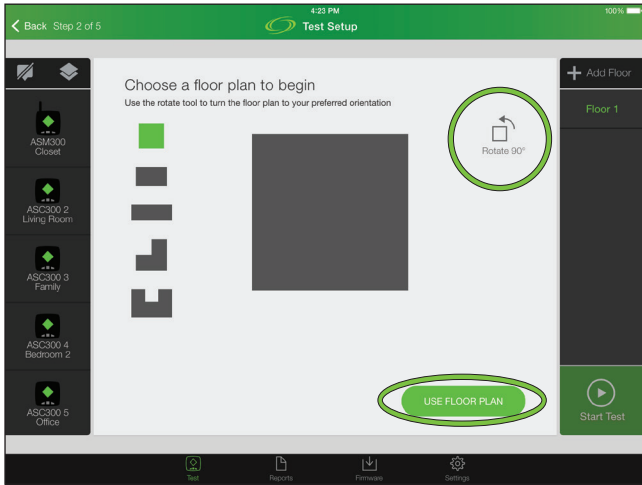 4:23 PM
100%
Back Step 2 of 5
Test Setup
Choose a floor plan to begin
Use the rotate tool to turn the floor plan to your preferred orientation
Add Floor
Floor 1
Rotate 90°
ASM300
Closet
ASC300 2
Living Room
ASC300 3
Family
ASC300 4
Bedroom 2
ASC300 5
Office
USE FLOOR PLAN
Start Test
Test
Reports
Firmware
Settings